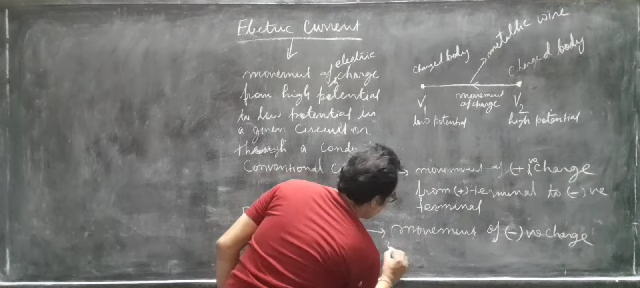 Electric Current
movement of electric charge
from high potential
to low potential in
a given circuit or
through a condu
Conventional C
charged body
metallic wire
charged body
movement
of charge
V1
V2
low potential
high potential
movement of (+)ve charge
from (+) terminal to (-)ve
terminal
movement of (-)ve charge